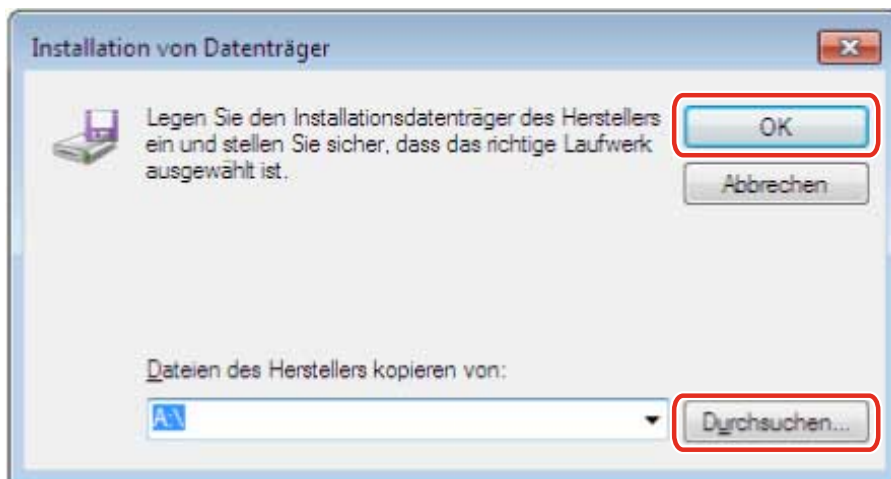 Installation von Datenträger
Legen Sie den Installationsdatenträger des Herstellers
ein und stellen Sie sicher, dass das richtige Laufwerk
ausgewählt ist.
OK
Abbrechen
Dateien des Herstellers kopieren von:
A:\
Durchsuchen...